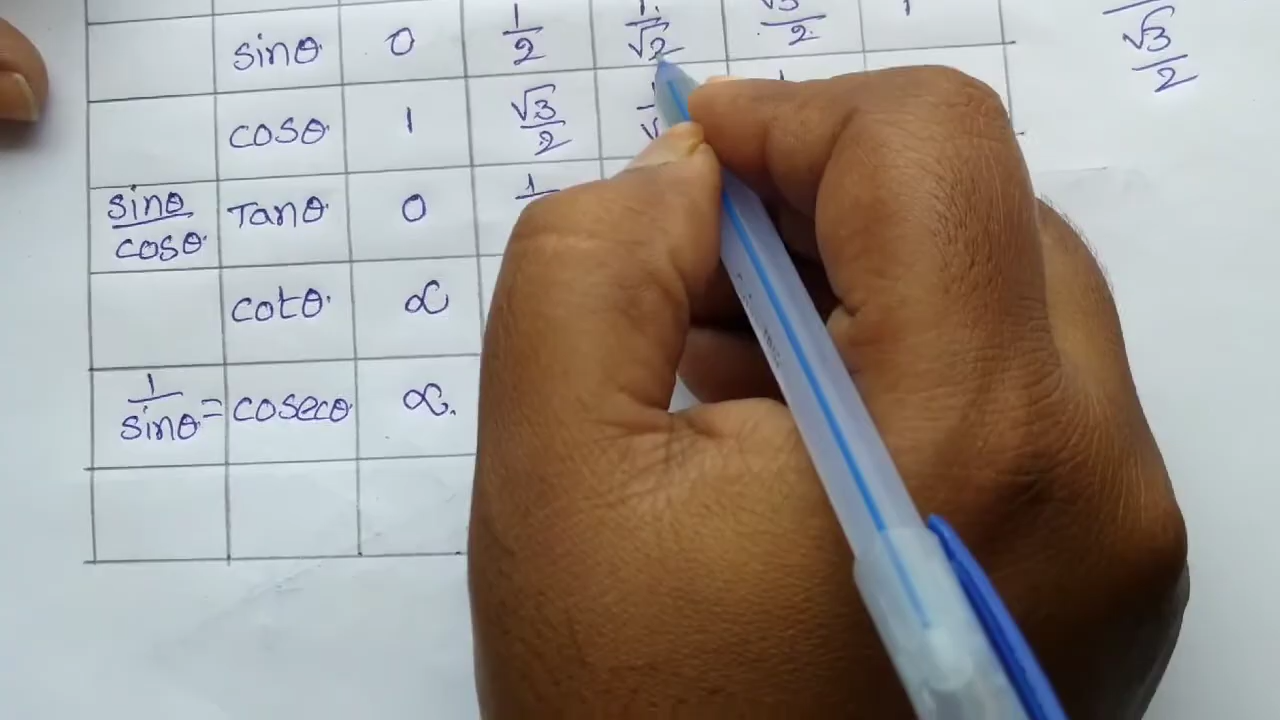 sinθ 0 1/2 1/√2 √3/2 1
cosθ 1 √3/2
sinθ/cosθ Tanθ 0
cotθ ∝
1/sinθ = cosecθ ∝
√3/2